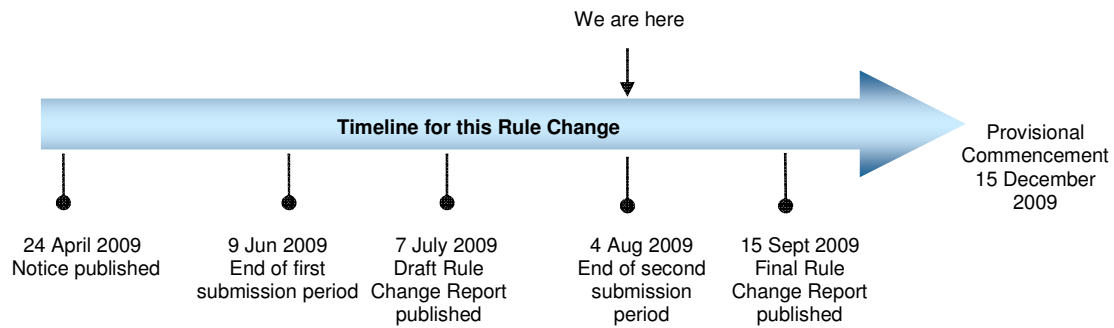 We are here
Timeline for this Rule Change
Provisional
Commencement
15 December
2009
24 April 2009
Notice published
9 Jun 2009
End of first
submission period
7 July 2009
Draft Rule
Change Report
published
4 Aug 2009
End of second
submission
period
15 Sept 2009
Final Rule
Change Report
published